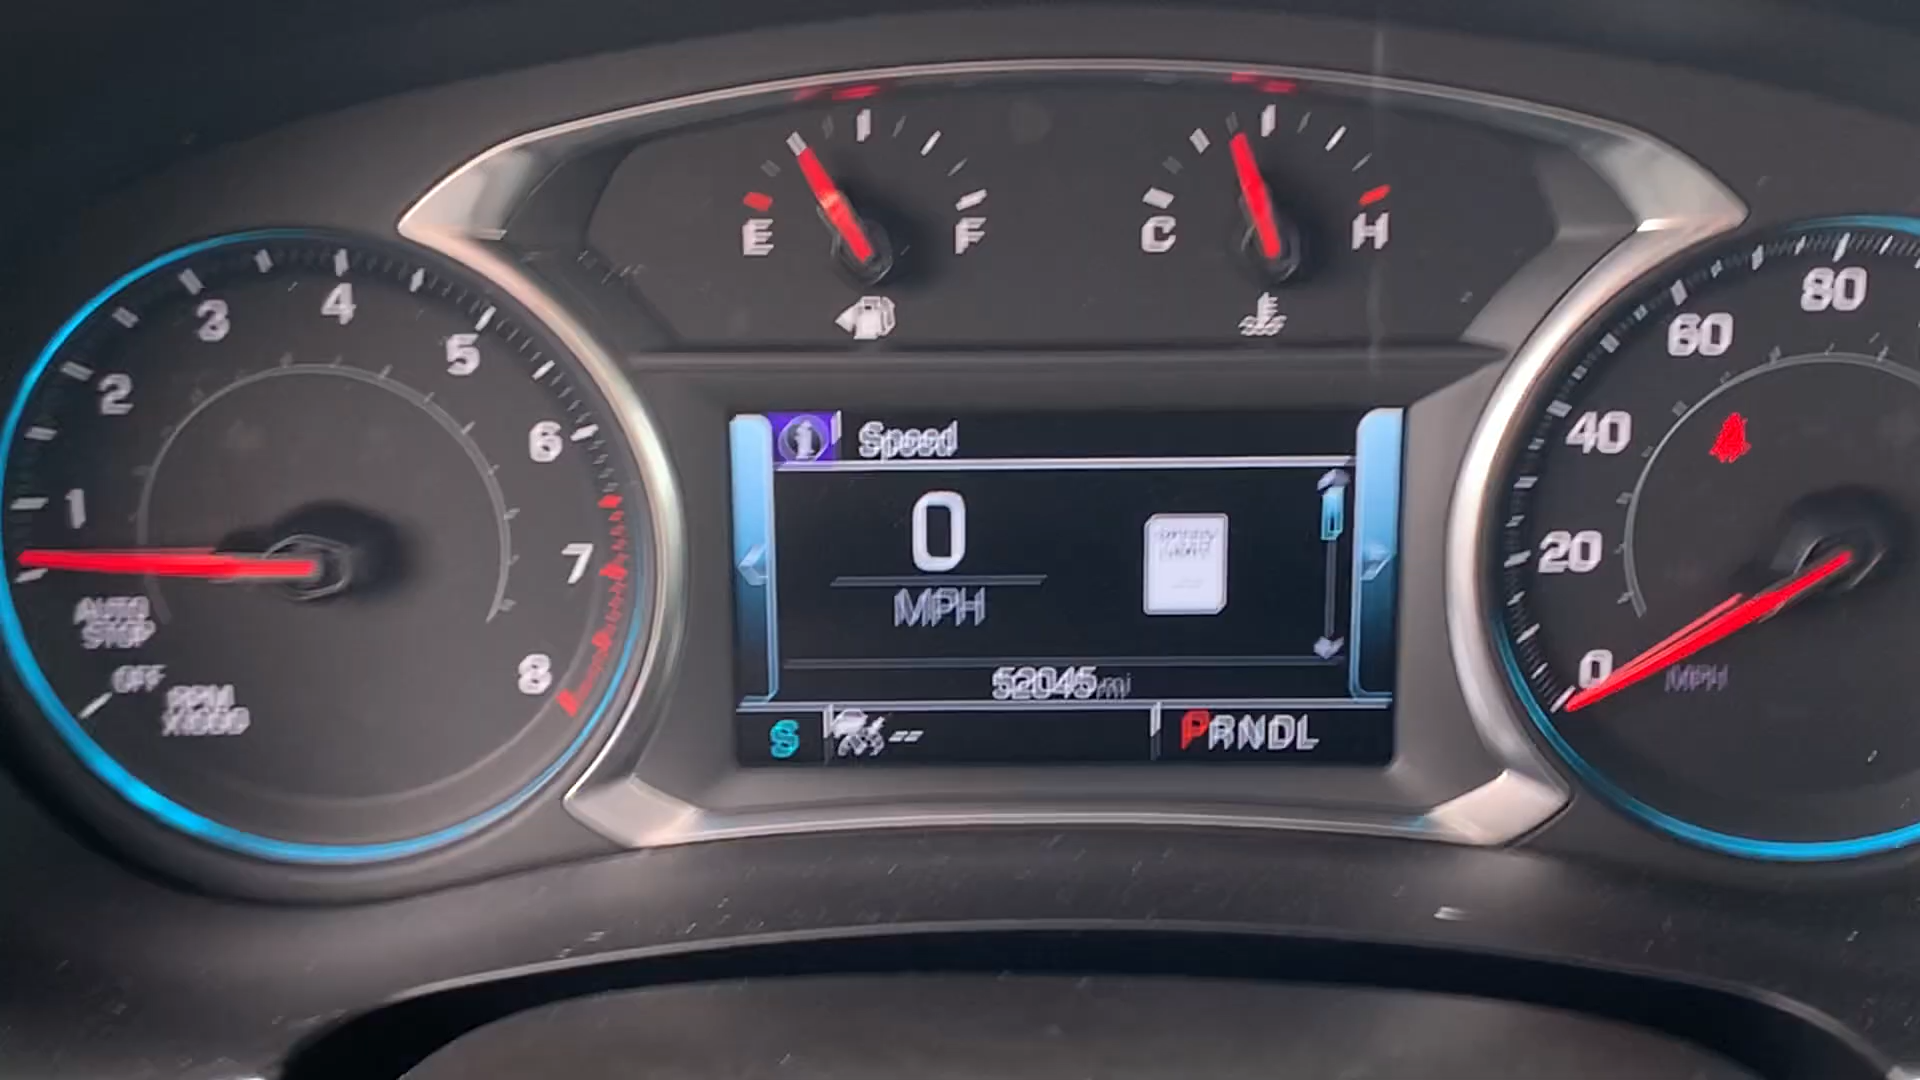 E F
C H
1 2 3 4 5 6 7 8
AUTO
STOP
OFF
RPM
X1000
Speed
0
MPH
52045 mi
S -- PRNDL
0 20 40 60 80
MPH